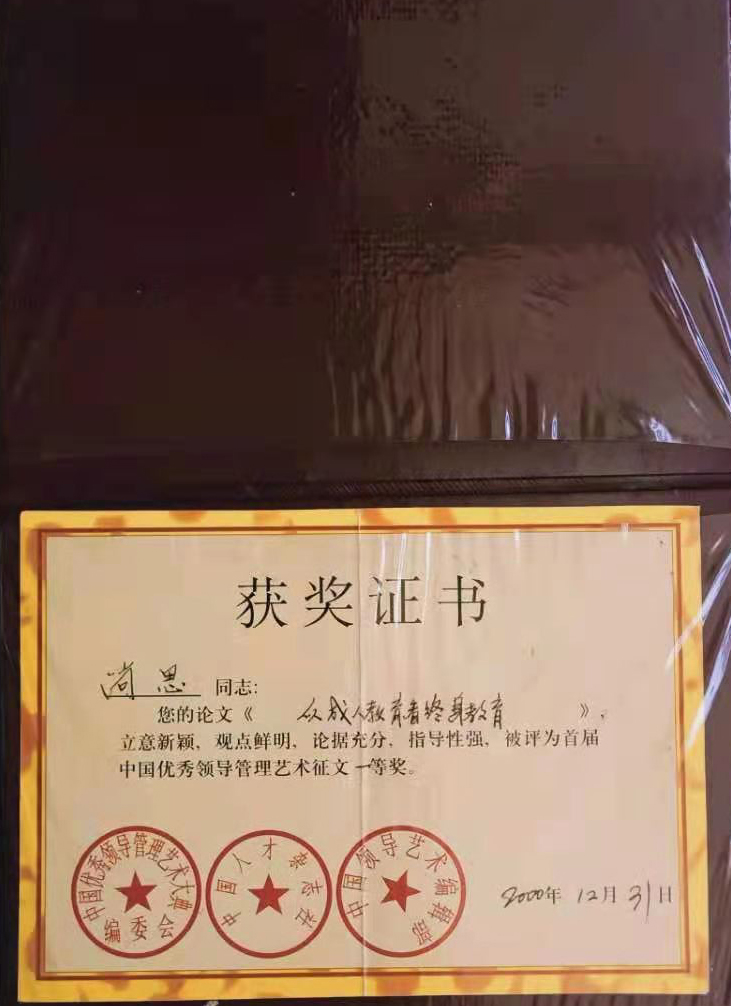 获奖证书
尚思 同志:
您的论文《 从成人教育看终身教育 》,
立意新颖, 观点鲜明, 论据充分, 指导性强, 被评为首届
中国优秀领导管理艺术征文一等奖。
中国优秀领导管理艺术大典
编委会
中国人才杂志社
中国领导艺术编辑部
2000年 12月 31日